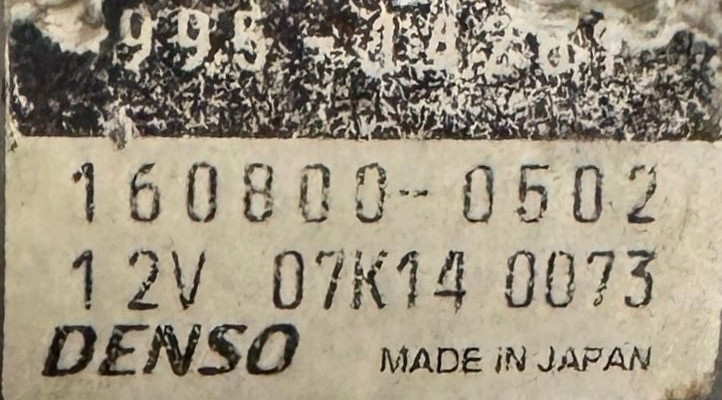 160800-0502
12V 07K14 0073
DENSO MADE IN JAPAN